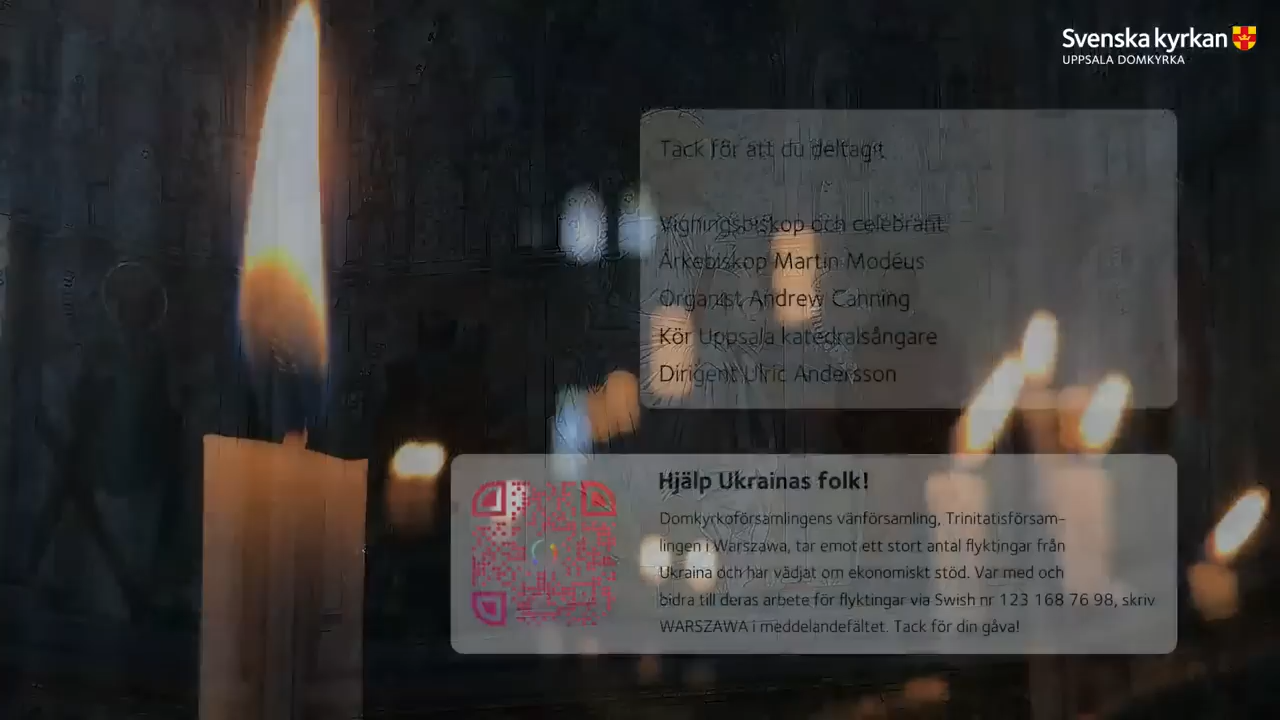 Svenska kyrkan
UPPSALA DOMKYRKA
Tack för att du deltagit
Vigningsbiskop och celebrant
Ärkebiskop Martin Modéus
Organist Andrew Canning
Kör Uppsala katedralsångare
Dirigent Ulric Andersson
Hjälp Ukrainas folk!
Domkyrkoförsamlingens vänförsamling, Trinitatisförsam-
lingen i Warszawa, tar emot ett stort antal flyktingar från
Ukraina och har vädjat om ekonomiskt stöd. Var med och
bidra till deras arbete för flyktingar via Swish nr 123 168 76 98, skriv
WARSZAWA i meddelandefältet. Tack för din gåva!